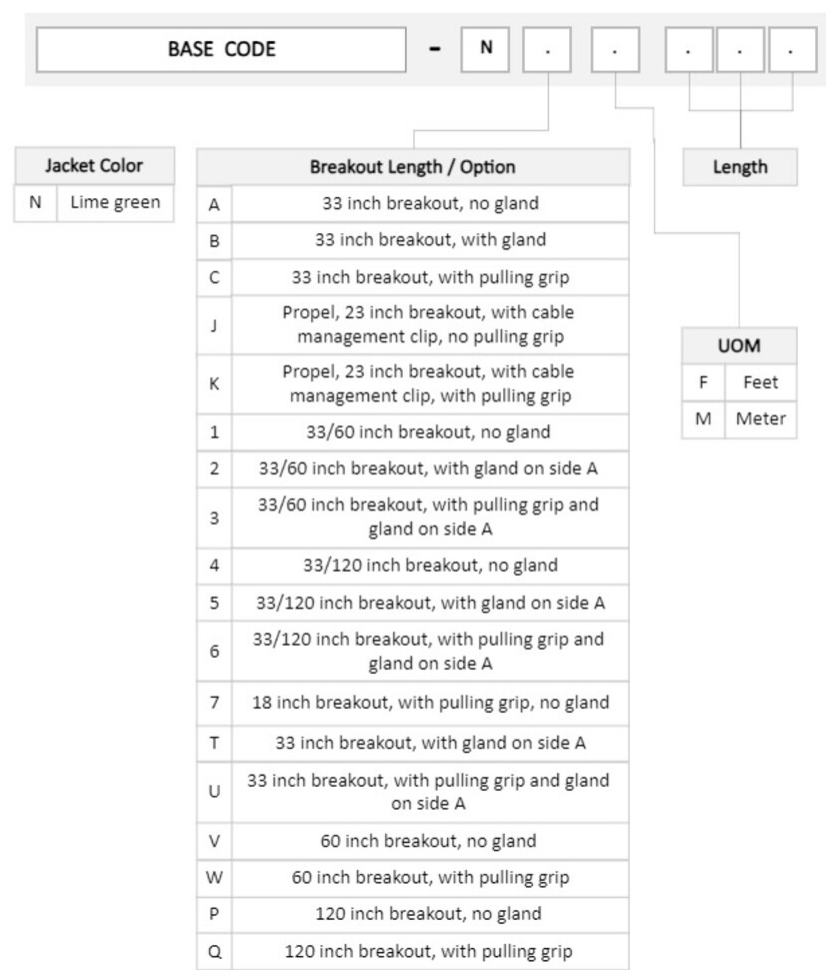 BASE CODE - N . . . . .
Jacket Color
N Lime green
Breakout Length / Option
A 33 inch breakout, no gland
B 33 inch breakout, with gland
C 33 inch breakout, with pulling grip
J Propel, 23 inch breakout, with cable
management clip, no pulling grip
K Propel, 23 inch breakout, with cable
management clip, with pulling grip
1 33/60 inch breakout, no gland
2 33/60 inch breakout, with gland on side A
3 33/60 inch breakout, with pulling grip and
gland on side A
4 33/120 inch breakout, no gland
5 33/120 inch breakout, with gland on side A
6 33/120 inch breakout, with pulling grip and
gland on side A
7 18 inch breakout, with pulling grip, no gland
T 33 inch breakout, with gland on side A
U 33 inch breakout, with pulling grip and gland
on side A
V 60 inch breakout, no gland
W 60 inch breakout, with pulling grip
P 120 inch breakout, no gland
Q 120 inch breakout, with pulling grip
Length
UOM
F Feet
M Meter